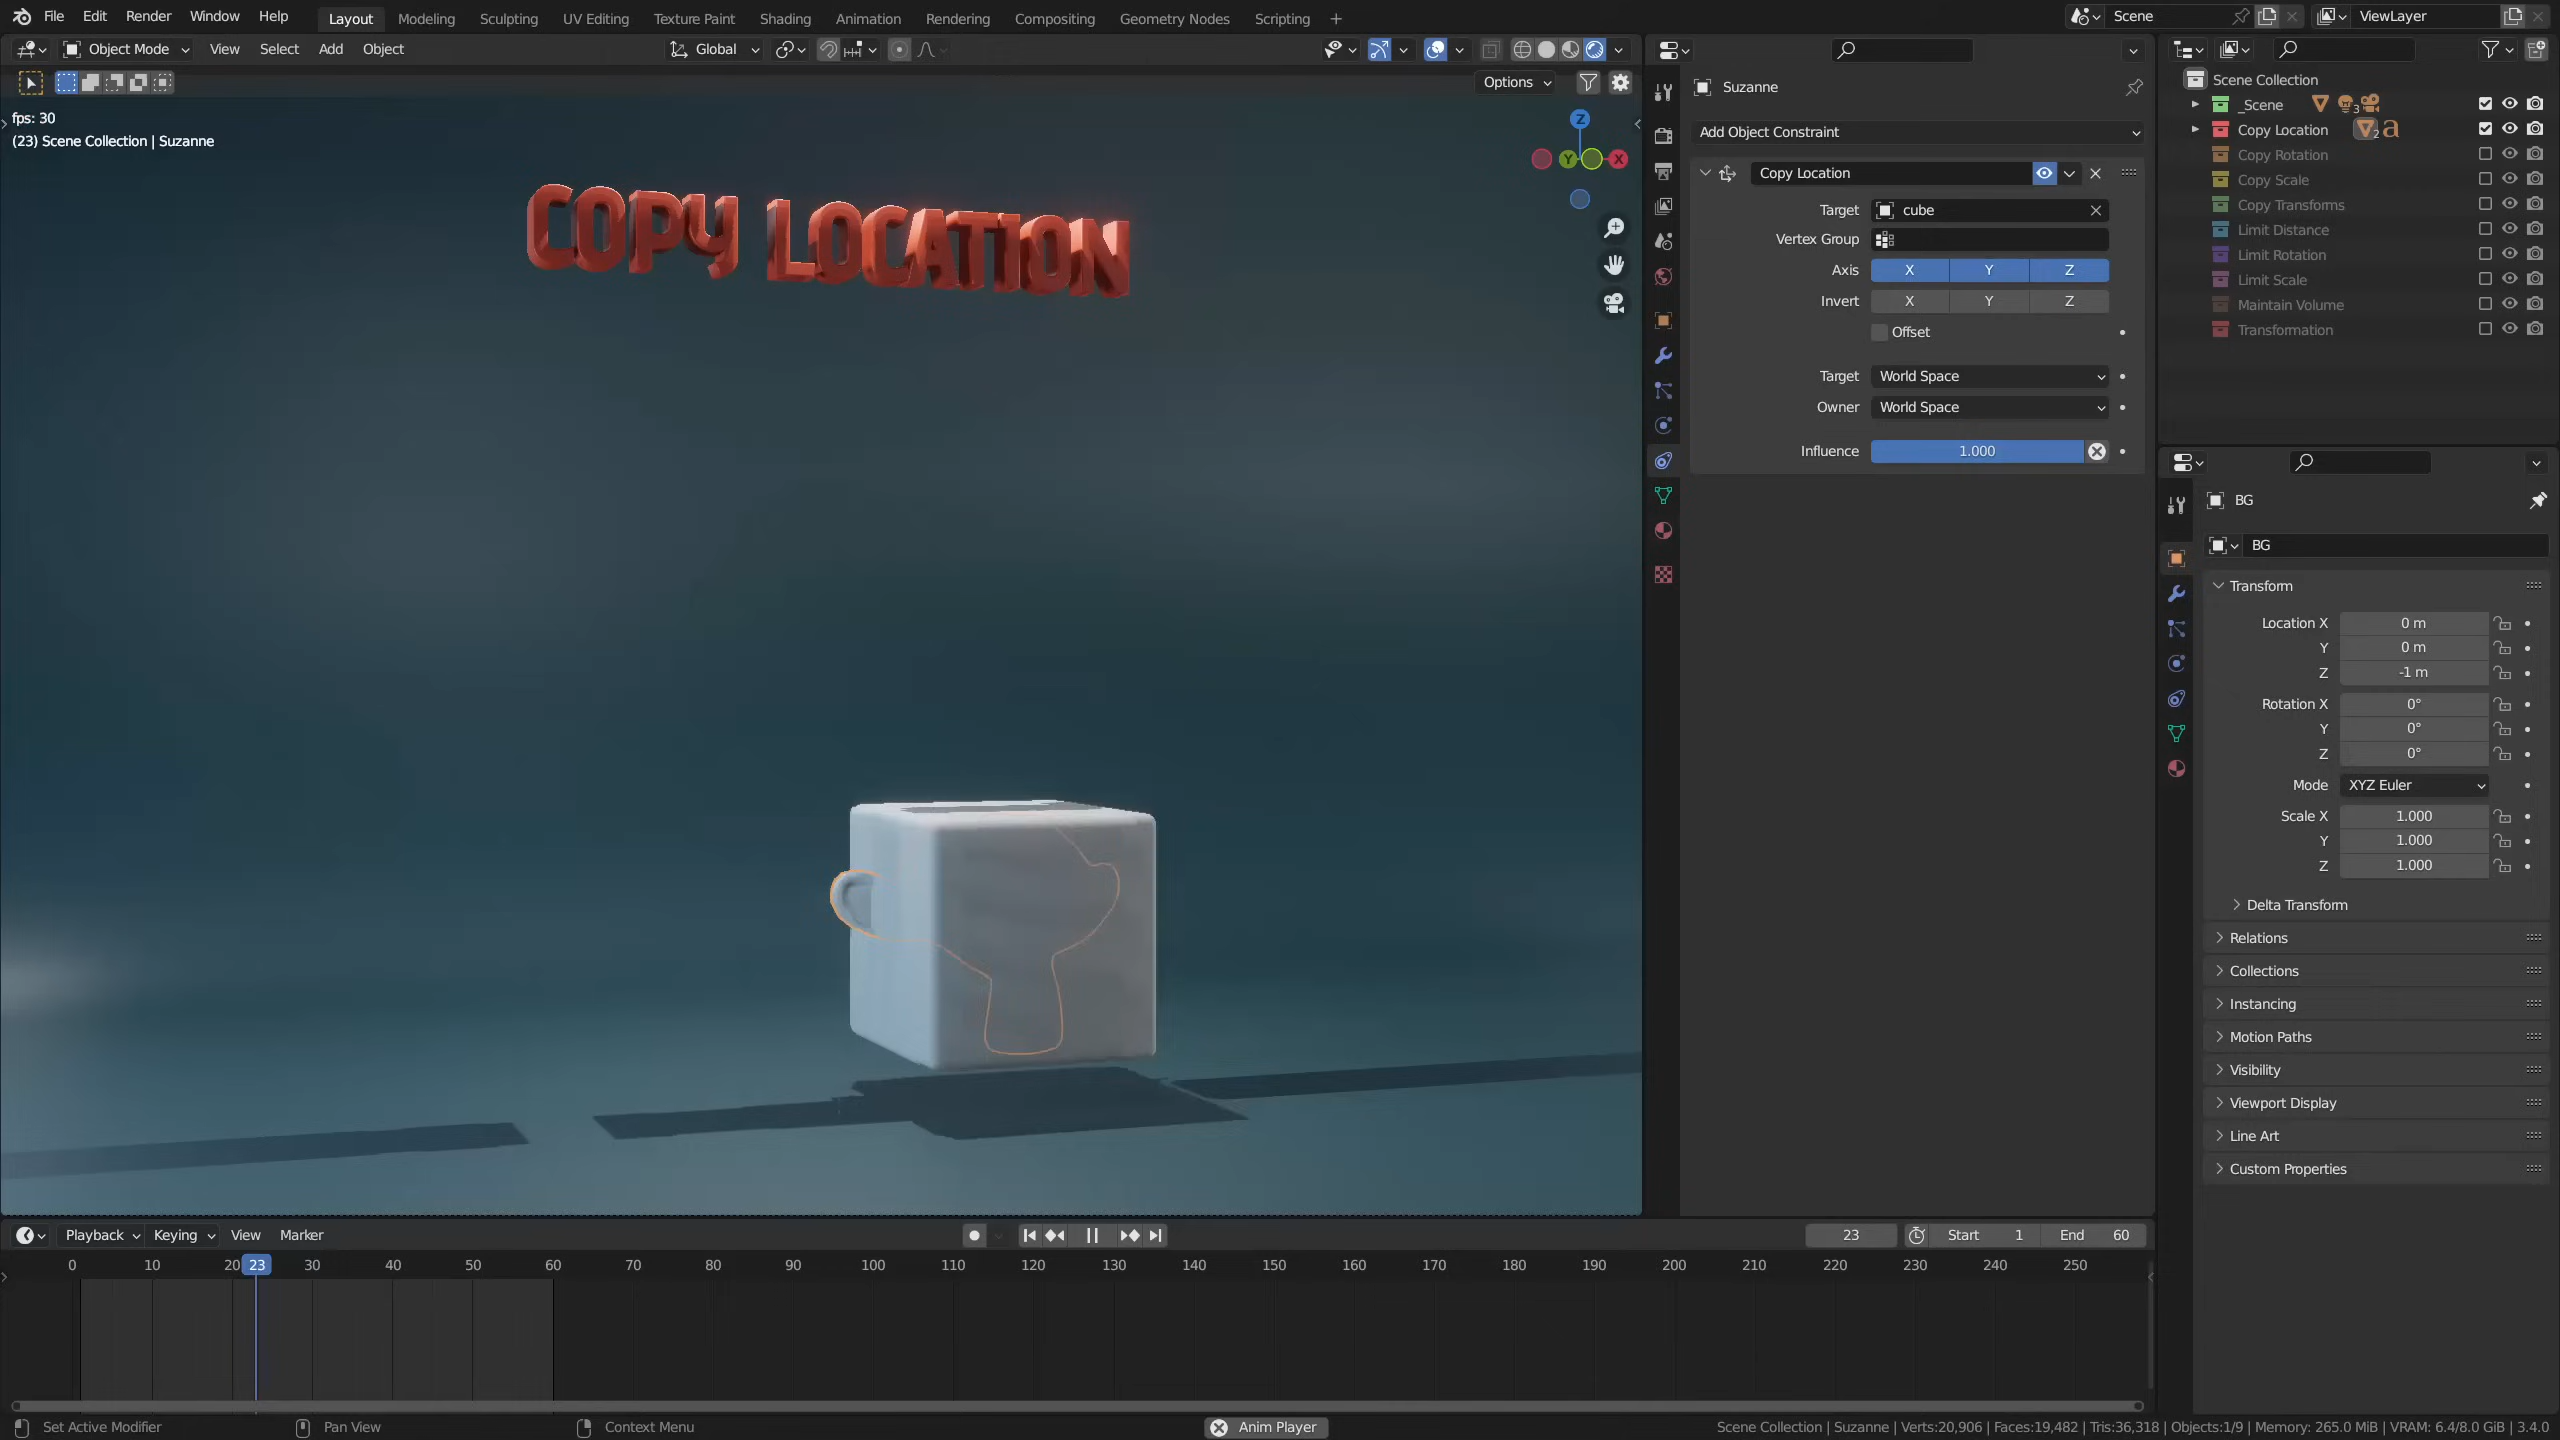 File Edit Render Window Help Layout Modeling Sculpting UV Editing Texture Paint Shading Animation Rendering Compositing Geometry Nodes Scripting + Scene ViewLayer
Object Mode View Select Add Object Global
Options
fps: 30
(23) Scene Collection | Suzanne
COPY LOCATION
Z
Y X
Suzanne
Add Object Constraint
Copy Location
Target cube
Vertex Group
Axis X Y Z
Invert X Y Z
Offset
Target World Space
Owner World Space
Influence 1.000
Scene Collection
_Scene 3
Copy Location 2 a
Copy Rotation
Copy Scale
Copy Transforms
Limit Distance
Limit Rotation
Limit Scale
Maintain Volume
Transformation
BG
BG
Transform
Location X 0 m
Y 0 m
Z -1 m
Rotation X 0°
Y 0°
Z 0°
Mode XYZ Euler
Scale X 1.000
Y 1.000
Z 1.000
Delta Transform
Relations
Collections
Instancing
Motion Paths
Visibility
Viewport Display
Line Art
Custom Properties
Playback Keying View Marker 23 Start 1 End 60
0 10 20 23 30 40 50 60 70 80 90 100 110 120 130 140 150 160 170 180 190 200 210 220 230 240 250
Set Active Modifier Pan View Context Menu Anim Player Scene Collection | Suzanne | Verts:20,906 | Faces:19,482 | Tris:36,318 | Objects:1/9 | Memory: 265.0 MiB | VRAM: 6.4/8.0 GiB | 3.4.0